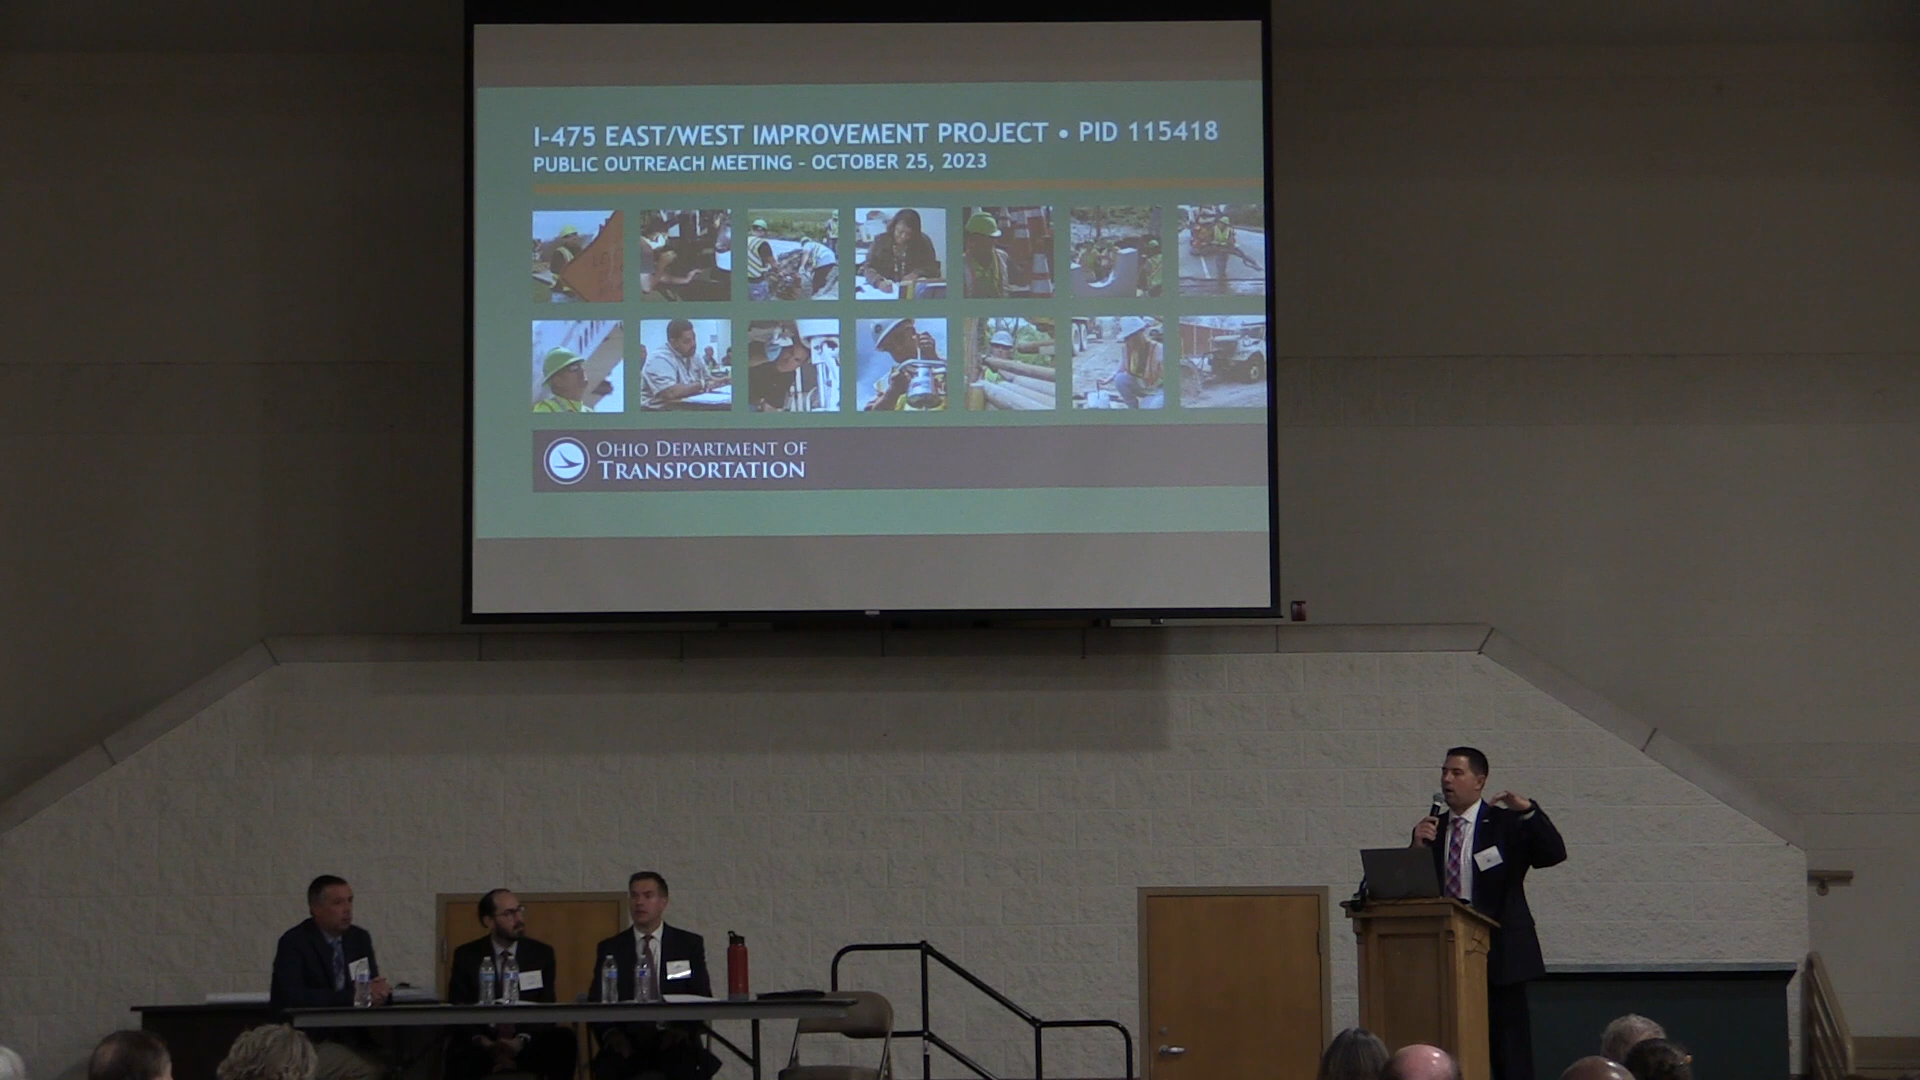 I-475 EAST/WEST IMPROVEMENT PROJECT • PID 115418
PUBLIC OUTREACH MEETING - OCTOBER 25, 2023
OHIO DEPARTMENT OF
TRANSPORTATION